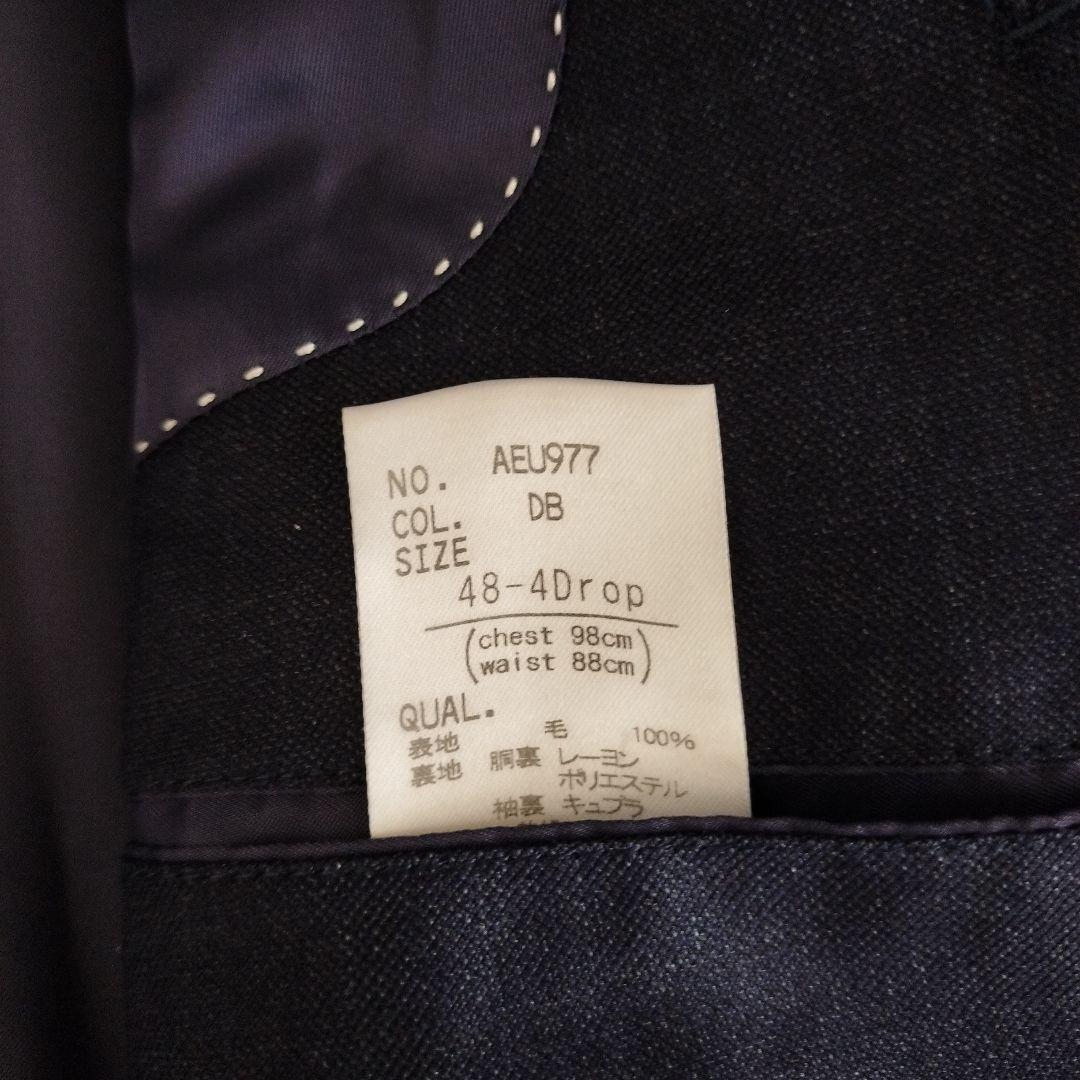 NO. AEU977
COL. DB
SIZE
48-4Drop
(chest 98cm
waist 88cm)
QUAL.
表地 毛 100%
裏地 胴裏 レーヨン
ポリエステル
袖裏 キュプラ